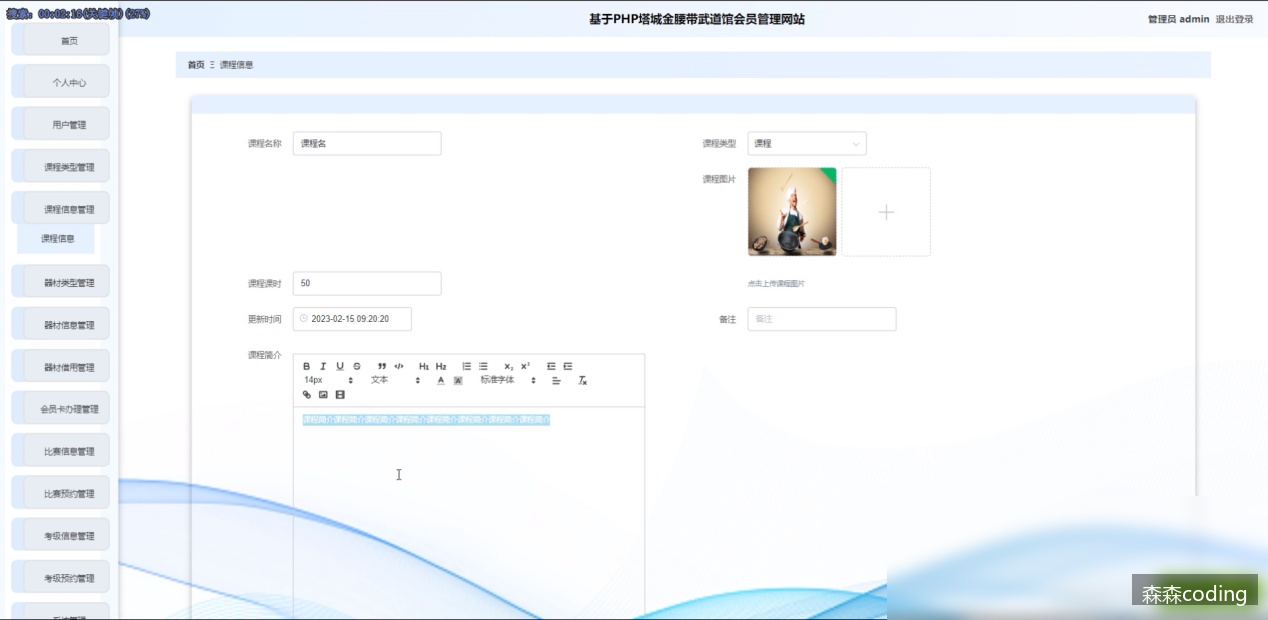 搜索: 00:02:16(关键帧) (27%)
基于PHP塔城金腰带武道馆会员管理网站
管理员 admin 退出登录
首页
个人中心
用户管理
课程类型管理
课程信息管理
课程信息
器材类型管理
器材信息管理
器材借用管理
会员卡办理管理
比赛信息管理
比赛预约管理
考级信息管理
考级预约管理
首页 Ξ 课程信息
课程名称 课程名
课程类型 课程
课程图片
点击上传课程图片
课程课时 50
更新时间 2023-02-15 09:20:20
备注 备注
课程简介
B I U S ” </> H1 H2 x2 x2
14px 文本 A A 标准字体 Tx
课程简介课程简介课程简介课程简介课程简介课程简介课程简介课程简介
森森coding